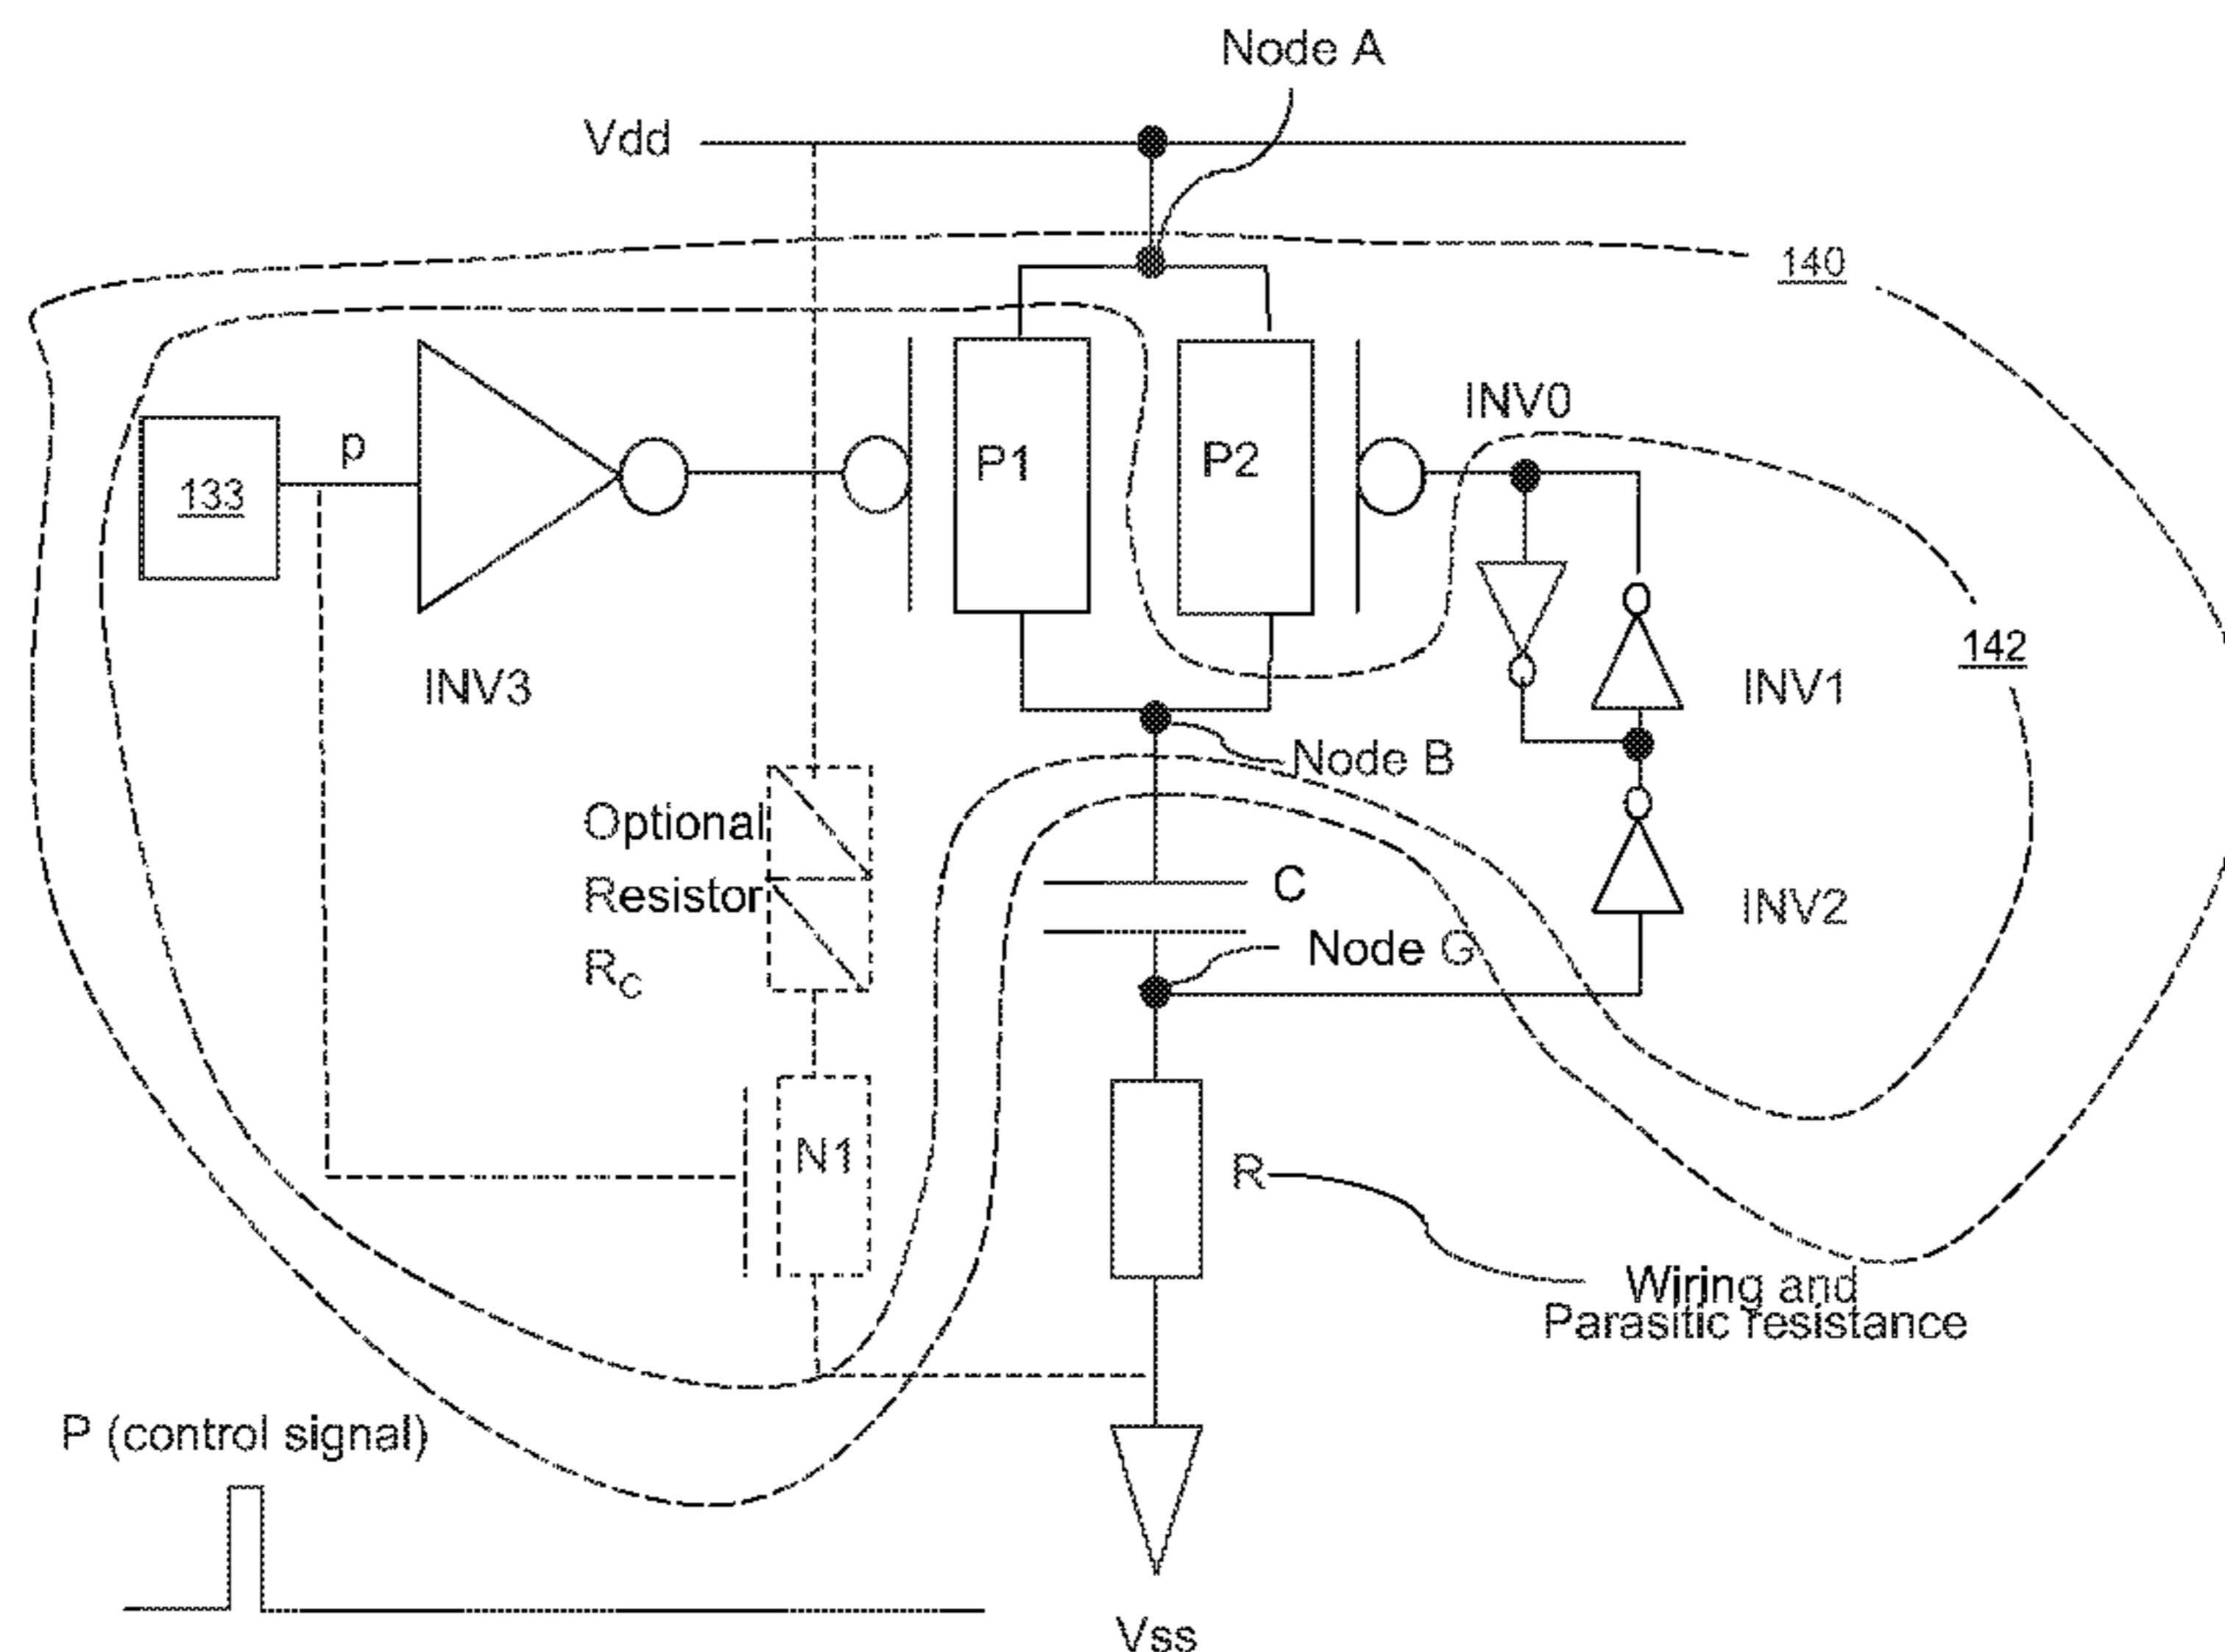 Node A
Vdd
140
INV0
p
133
P1
P2
142
INV3
INV1
Node B
Optional
Resistor
R_C
C
INV2
Node G
N1
R
Wiring and
Parasitic resistance
P (control signal)
Vss